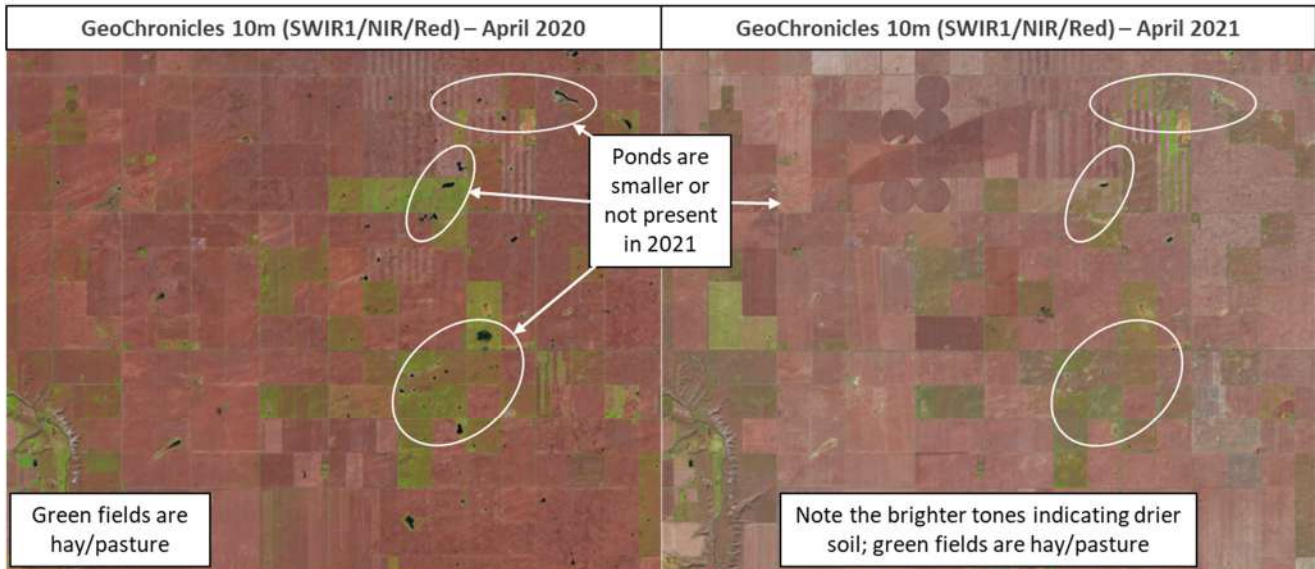 GeoChronicles 10m (SWIR1/NIR/Red) – April 2020
GeoChronicles 10m (SWIR1/NIR/Red) – April 2021
Ponds are
smaller or
not present
in 2021
Green fields are
hay/pasture
Note the brighter tones indicating drier
soil; green fields are hay/pasture